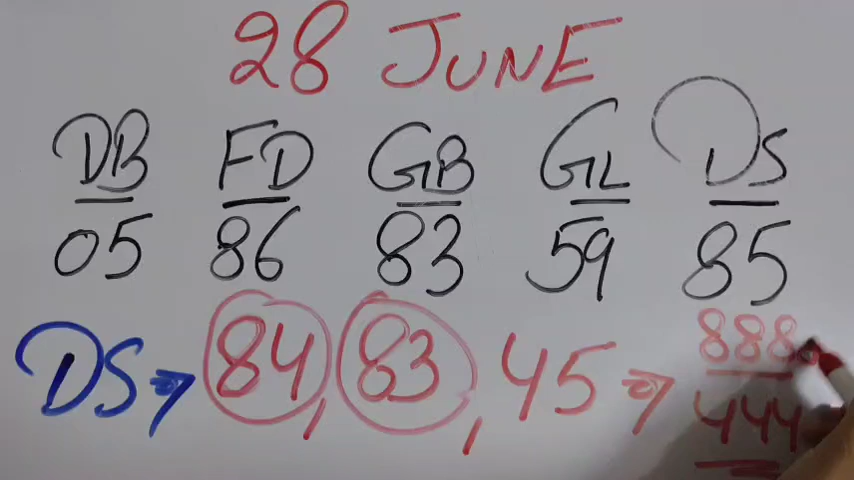 28 JUNE
DB FD GB GL DS
05 86 83 59 85
DS → 84, 83, 45 → 888
444